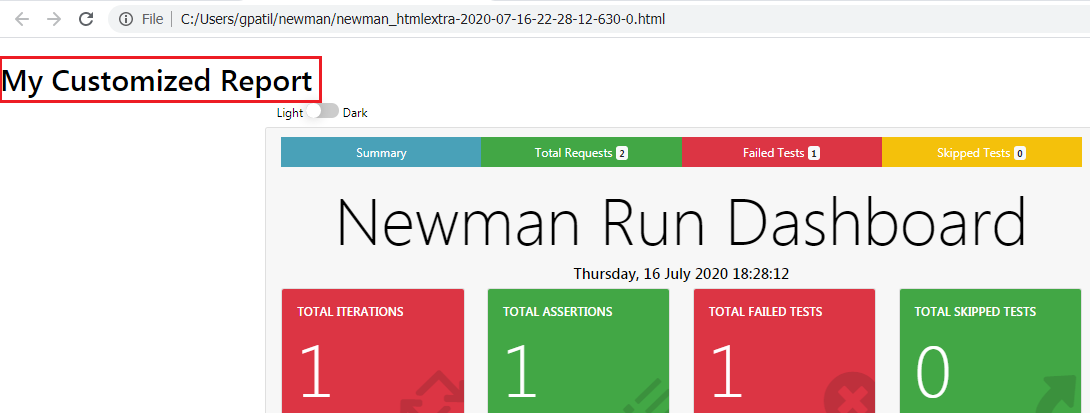 File | C:/Users/gpatil/newman/newman_htmlextra-2020-07-16-22-28-12-630-0.html
My Customized Report
Light Dark
Summary Total Requests 2 Failed Tests 1 Skipped Tests 0
Newman Run Dashboard
Thursday, 16 July 2020 18:28:12
TOTAL ITERATIONS TOTAL ASSERTIONS TOTAL FAILED TESTS TOTAL SKIPPED TESTS
1 1 1 0